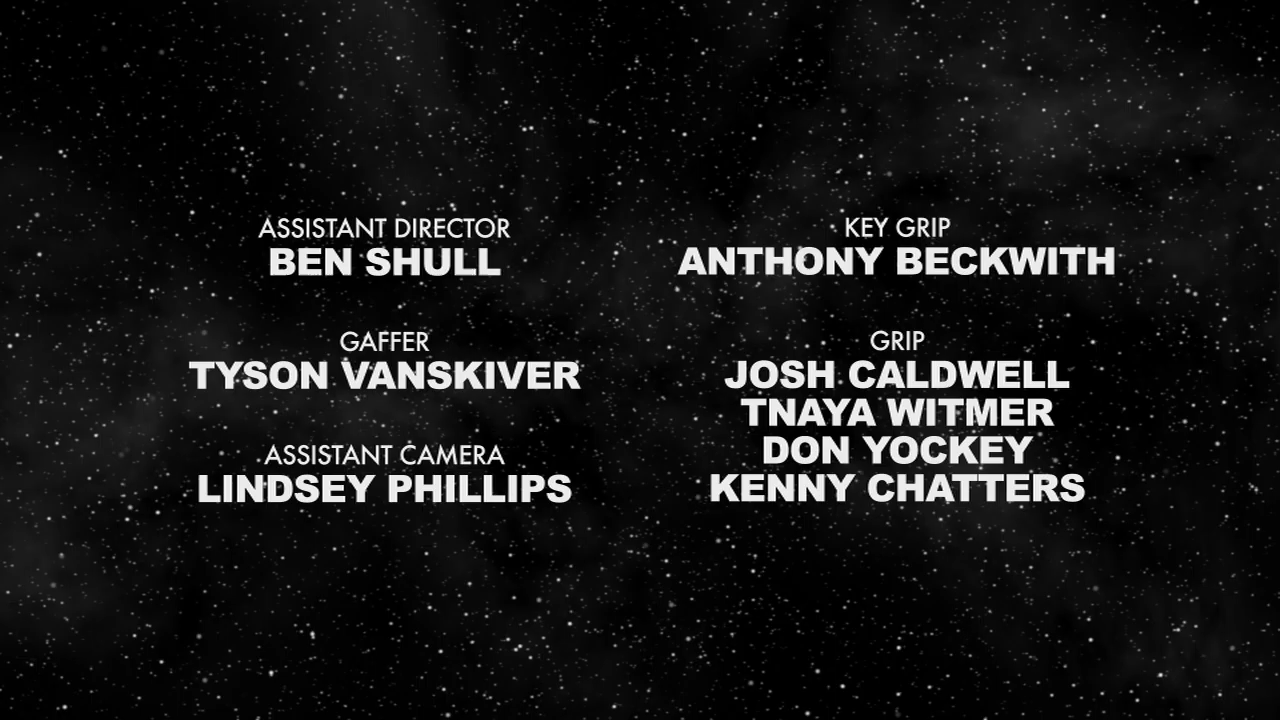 ASSISTANT DIRECTOR
BEN SHULL
GAFFER
TYSON VANSKIVER
ASSISTANT CAMERA
LINDSEY PHILLIPS
KEY GRIP
ANTHONY BECKWITH
GRIP
JOSH CALDWELL
TNAYA WITMER
DON YOCKEY
KENNY CHATTERS